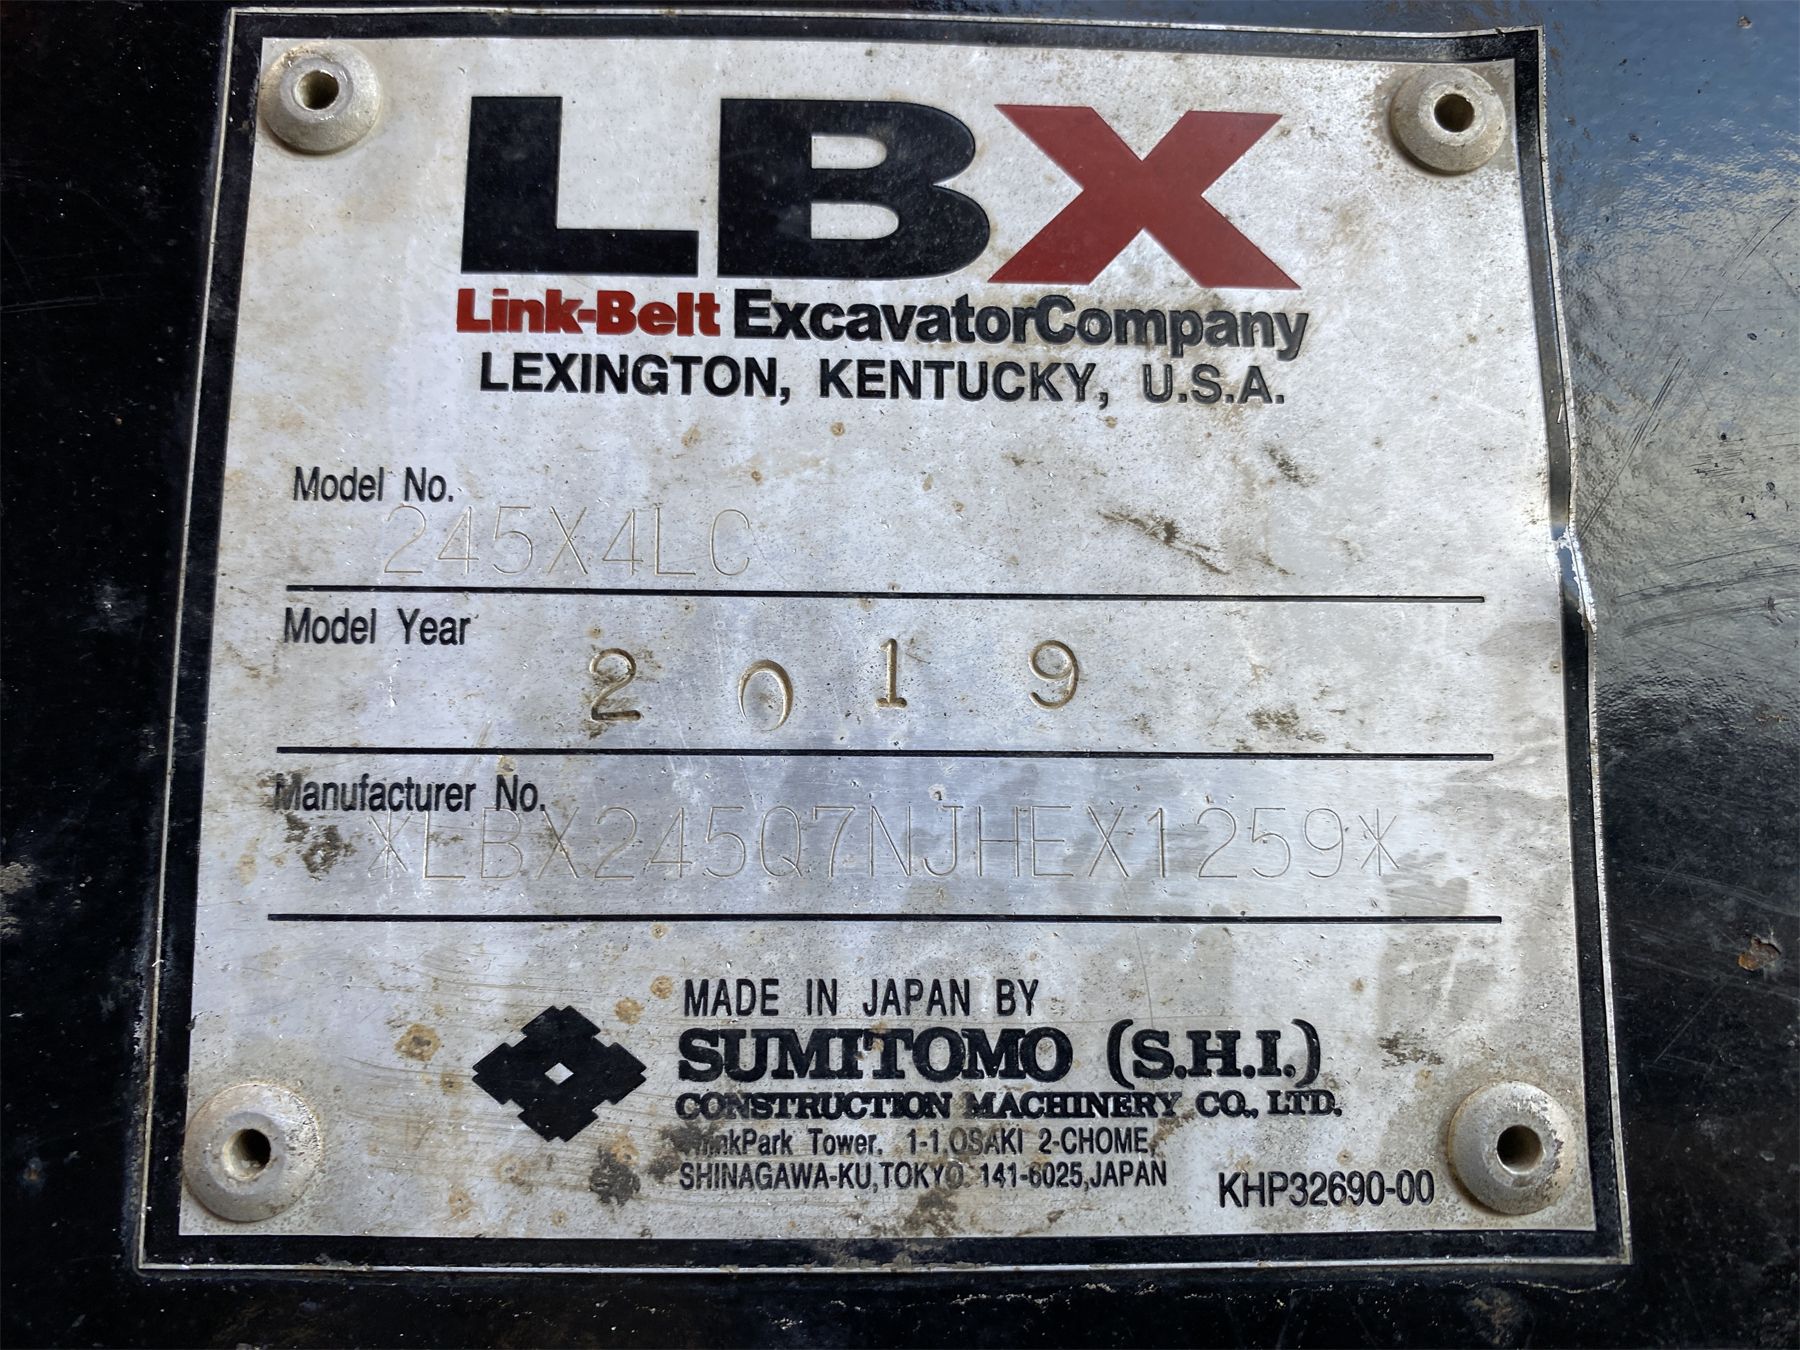 LBX
Link-Belt ExcavatorCompany
LEXINGTON, KENTUCKY, U.S.A.
Model No.
245X4LC
Model Year
2019
Manufacturer No.
*LBX245Q7NJHEX1259*
MADE IN JAPAN BY
SUMITOMO (S.H.I.)
CONSTRUCTION MACHINERY CO., LTD.
ThinkPark Tower. 1-1,OSAKI 2-CHOME,
SHINAGAWA-KU,TOKYO. 141-6025,JAPAN
KHP32690-00